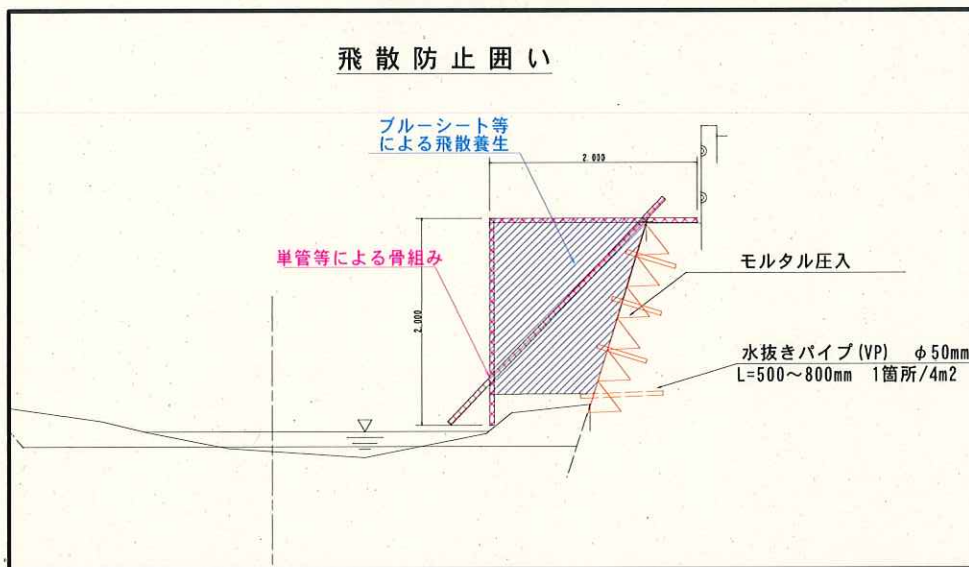 飛散防止囲い
ブルーシート等
による飛散養生
2.000
単管等による骨組み
モルタル圧入
2.000
水抜きパイプ(VP) φ50mm
L=500～800mm 1箇所/4m2